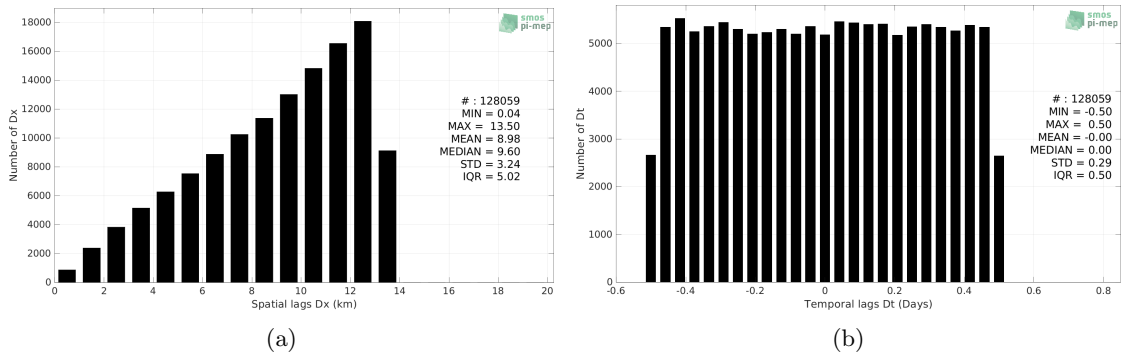 18000
16000
14000
12000
10000
8000
6000
4000
2000
0
Number of Dx
smos
pi-mep
# : 128059
MIN = 0.04
MAX = 13.50
MEAN = 8.98
MEDIAN = 9.60
STD = 3.24
IQR = 5.02
0 2 4 6 8 10 12 14 16 18 20
Spatial lags Dx (km)
(a)
5000
4000
3000
2000
1000
0
Number of Dt
smos
pi-mep
# : 128059
MIN = -0.50
MAX = 0.50
MEAN = -0.00
MEDIAN = 0.00
STD = 0.29
IQR = 0.50
-0.6 -0.4 -0.2 0 0.2 0.4 0.6 0.8
Temporal lags Dt (Days)
(b)